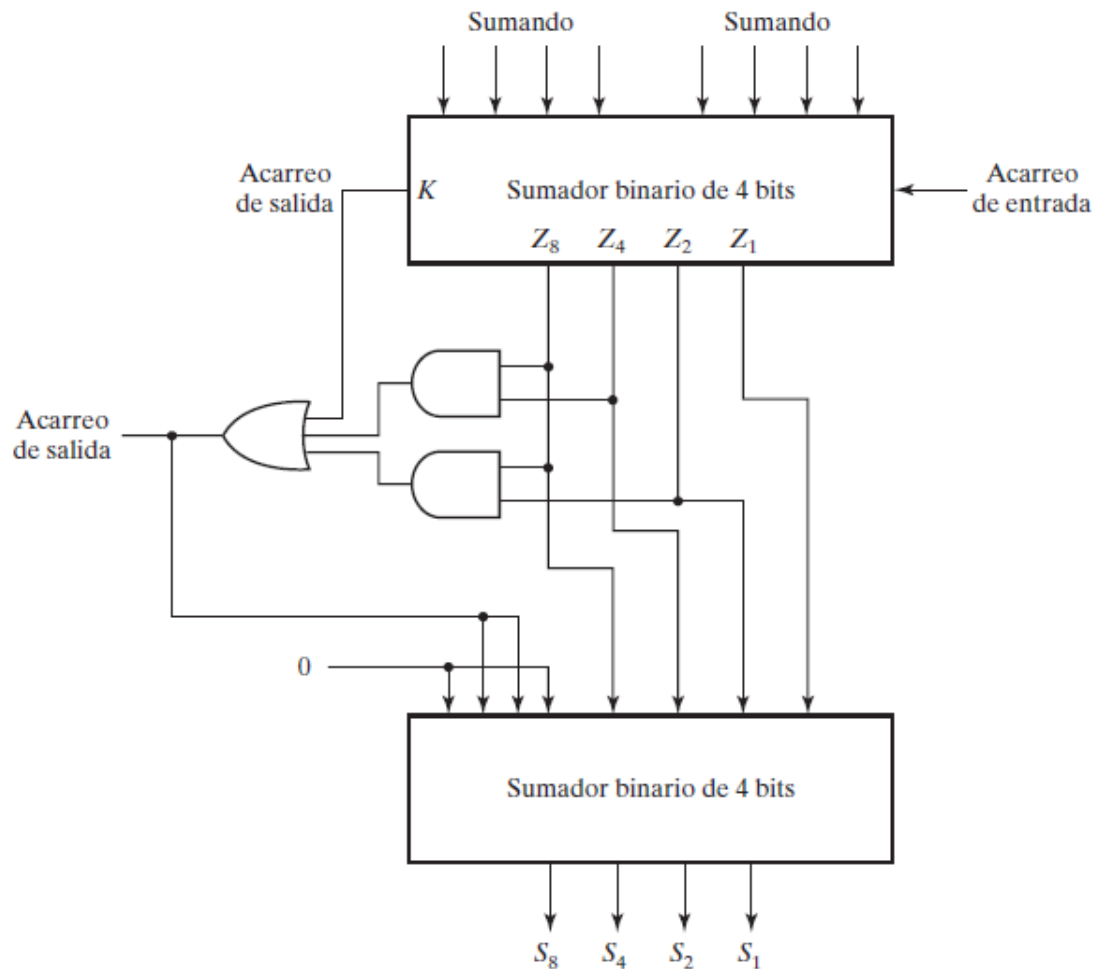 Sumando
Sumando
Acarreo
de salida
K
Sumador binario de 4 bits
Acarreo
de entrada
Z8 Z4 Z2 Z1
Acarreo
de salida
0
Sumador binario de 4 bits
S8 S4 S2 S1